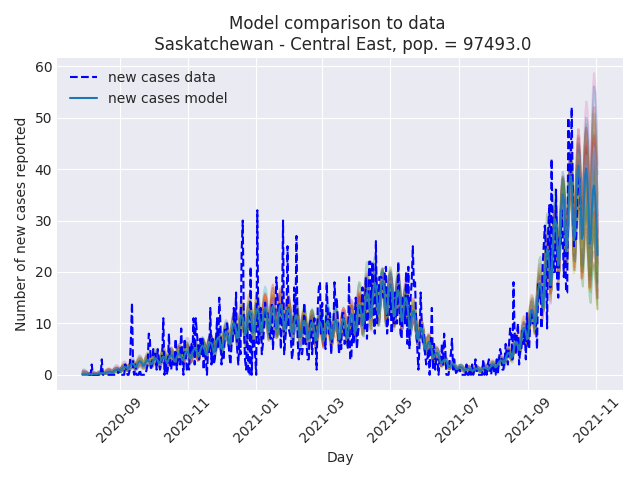 Model comparison to data
Saskatchewan - Central East, pop. = 97493.0
new cases data
new cases model
Number of new cases reported
60
50
40
30
20
10
0
2020-09
2020-11
2021-01
2021-03
2021-05
2021-07
2021-09
2021-11
Day